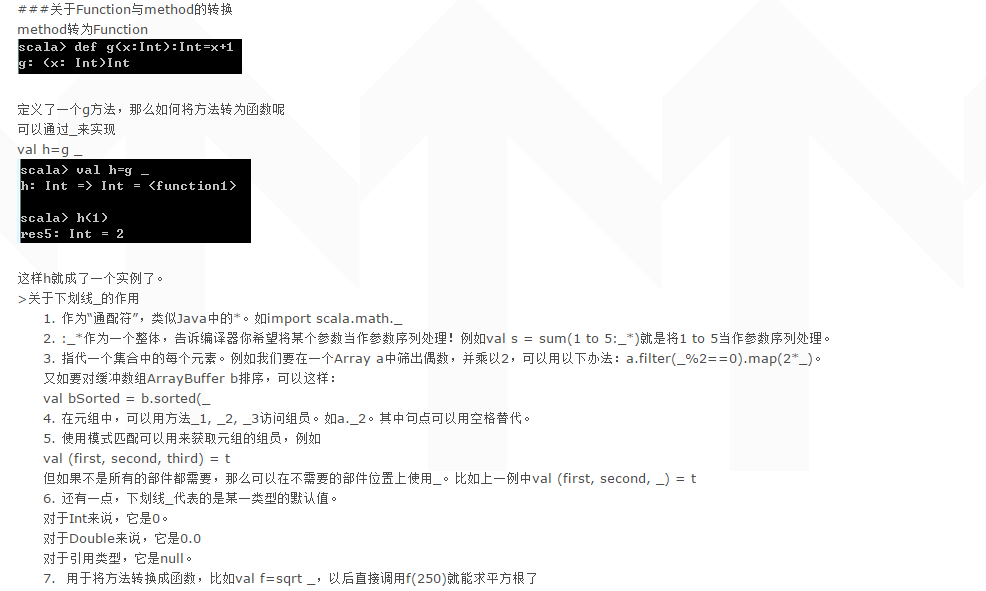 ###关于Function与method的转换
method转为Function
scala> def g(x:Int):Int=x+1
g: (x: Int)Int
定义了一个g方法，那么如何将方法转为函数呢
可以通过_来实现
val h=g _
scala> val h=g _
h: Int => Int = <function1>
scala> h(1)
res5: Int = 2
这样h就成了一个实例了。
>关于下划线_的作用
1. 作为“通配符”，类似Java中的*。如import scala.math._
2. :_*作为一个整体，告诉编译器你希望将某个参数当作参数序列处理！例如val s = sum(1 to 5:_*)就是将1 to 5当作参数序列处理。
3. 指代一个集合中的每个元素。例如我们要在一个Array a中筛出偶数，并乘以2，可以用以下办法：a.filter(_%2==0).map(2*_)。
又如要对缓冲数组ArrayBuffer b排序，可以这样：
val bSorted = b.sorted(_
4. 在元组中，可以用方法_1, _2, _3访问组员。如a._2。其中句点可以用空格替代。
5. 使用模式匹配可以用来获取元组的组员，例如
val (first, second, third) = t
但如果不是所有的部件都需要，那么可以在不需要的部件位置上使用_。比如上一例中val (first, second, _) = t
6. 还有一点，下划线_代表的是某一类型的默认值。
对于Int来说，它是0。
对于Double来说，它是0.0
对于引用类型，它是null。
7. 用于将方法转换成函数，比如val f=sqrt _，以后直接调用f(250)就能求平方根了